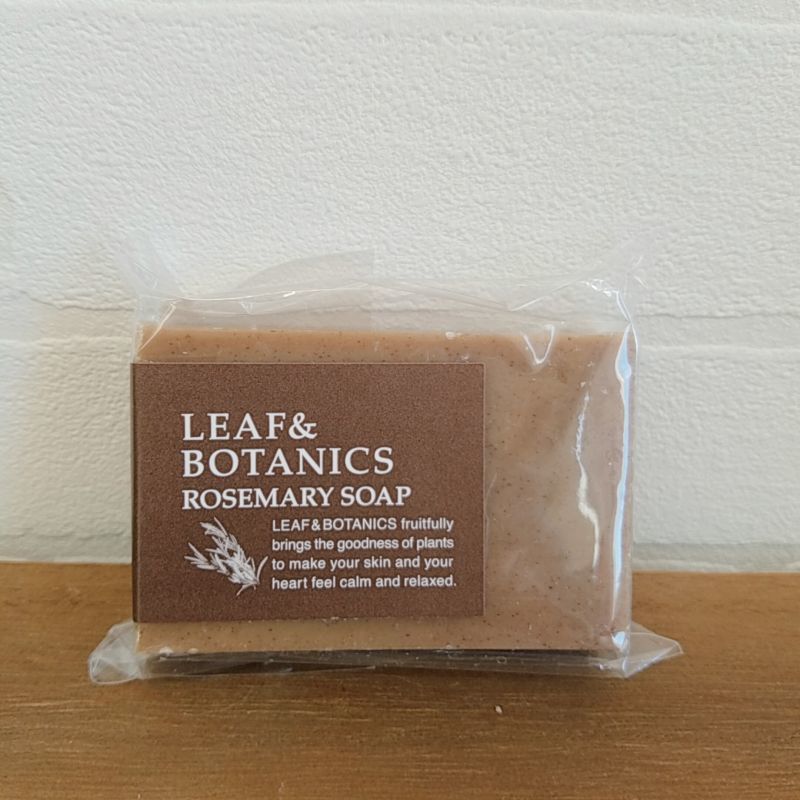 LEAF&
BOTANICS
ROSEMARY SOAP
LEAF&BOTANICS fruitfully
brings the goodness of plants
to make your skin and your
heart feel calm and relaxed.